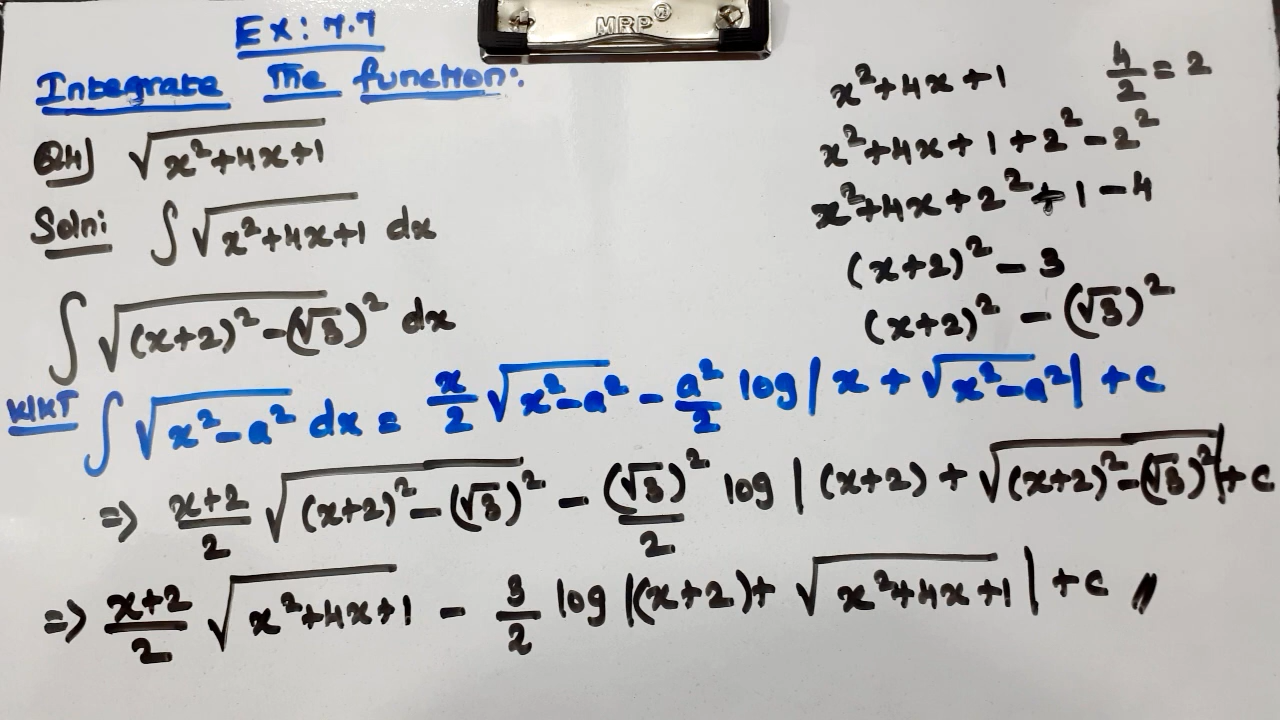 MRP®
Ex: 7.7
Integrate The function:
Q4) √(x²+4x+1)
Soln: ∫ √(x²+4x+1) dx
∫ √((x+2)² - (√3)²) dx
x²+4x+1    4/2 = 2
x²+4x+1+2²-2²
x²+4x+2²+1-4
(x+2)² - 3
(x+2)² - (√3)²
WKT ∫ √(x²-a²) dx = x/2 √(x²-a²) - a²/2 log|x + √(x²-a²)| + c
=> (x+2)/2 √((x+2)² - (√3)²) - (√3)²/2 log|(x+2) + √((x+2)² - (√3)²)| + c
=> (x+2)/2 √(x²+4x+1) - 3/2 log|(x+2) + √(x²+4x+1)| + c //